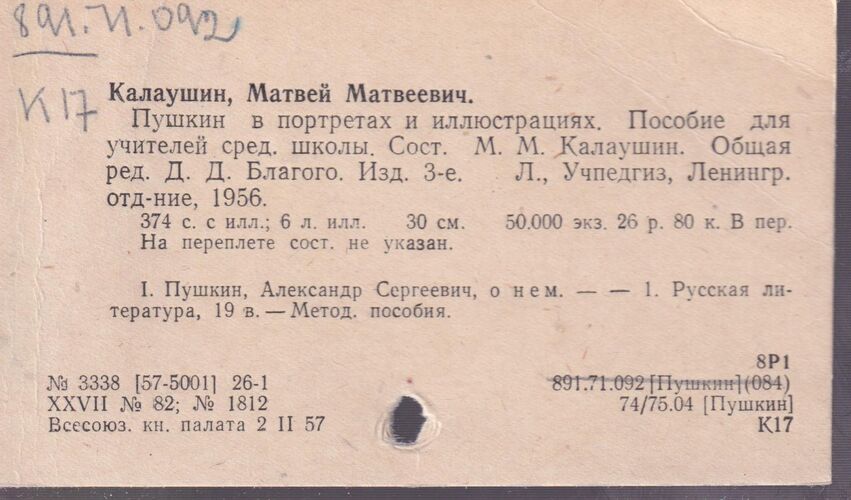 891.71.092
К17
Калаушин, Матвей Матвеевич.
Пушкин в портретах и иллюстрациях. Пособие для
учителей сред. школы. Сост. М. М. Калаушин. Общая
ред. Д. Д. Благого. Изд. 3-е. Л., Учпедгиз, Ленингр.
отд-ние, 1956.
374 с. с илл.; 6 л. илл. 30 см. 50.000 экз. 26 р. 80 к. В пер.
На переплете сост. не указан.
I. Пушкин, Александр Сергеевич, о нем. — — 1. Русская ли-
тература, 19 в. — Метод. пособия.
8Р1
№ 3338 [57-5001] 26-1 891.71.092 [Пушкин] (084)
XXVII № 82; № 1812 74/75.04 [Пушкин]
Всесоюз. кн. палата 2 II 57 К17